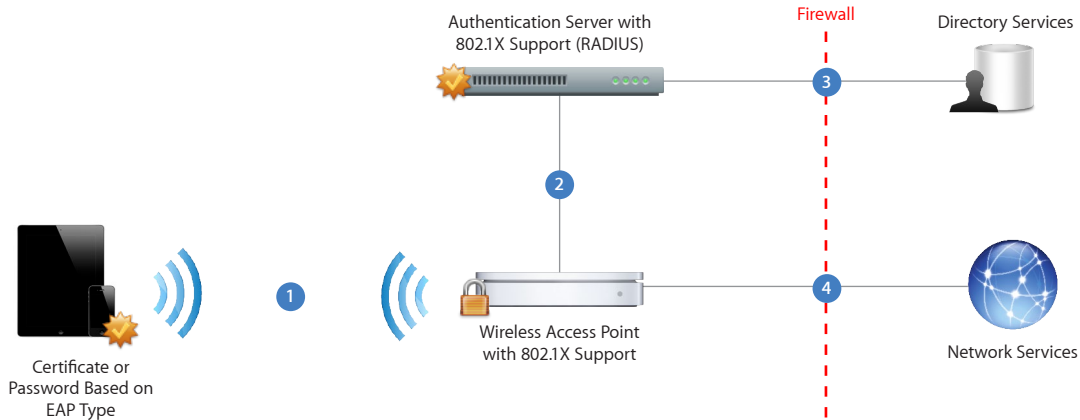 Authentication Server with
802.1X Support (RADIUS)
Firewall
Directory Services
3
2
1
4
Certificate or
Password Based on
EAP Type
Wireless Access Point
with 802.1X Support
Network Services